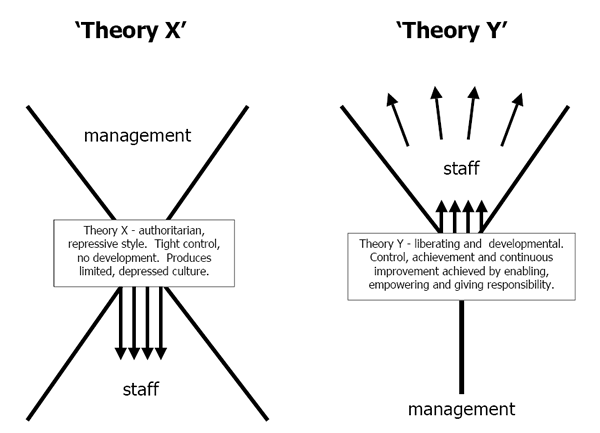 ‘Theory X’
management
Theory X - authoritarian,
repressive style. Tight control,
no development. Produces
limited, depressed culture.
staff
‘Theory Y’
staff
Theory Y - liberating and developmental.
Control, achievement and continuous
improvement achieved by enabling,
empowering and giving responsibility.
management